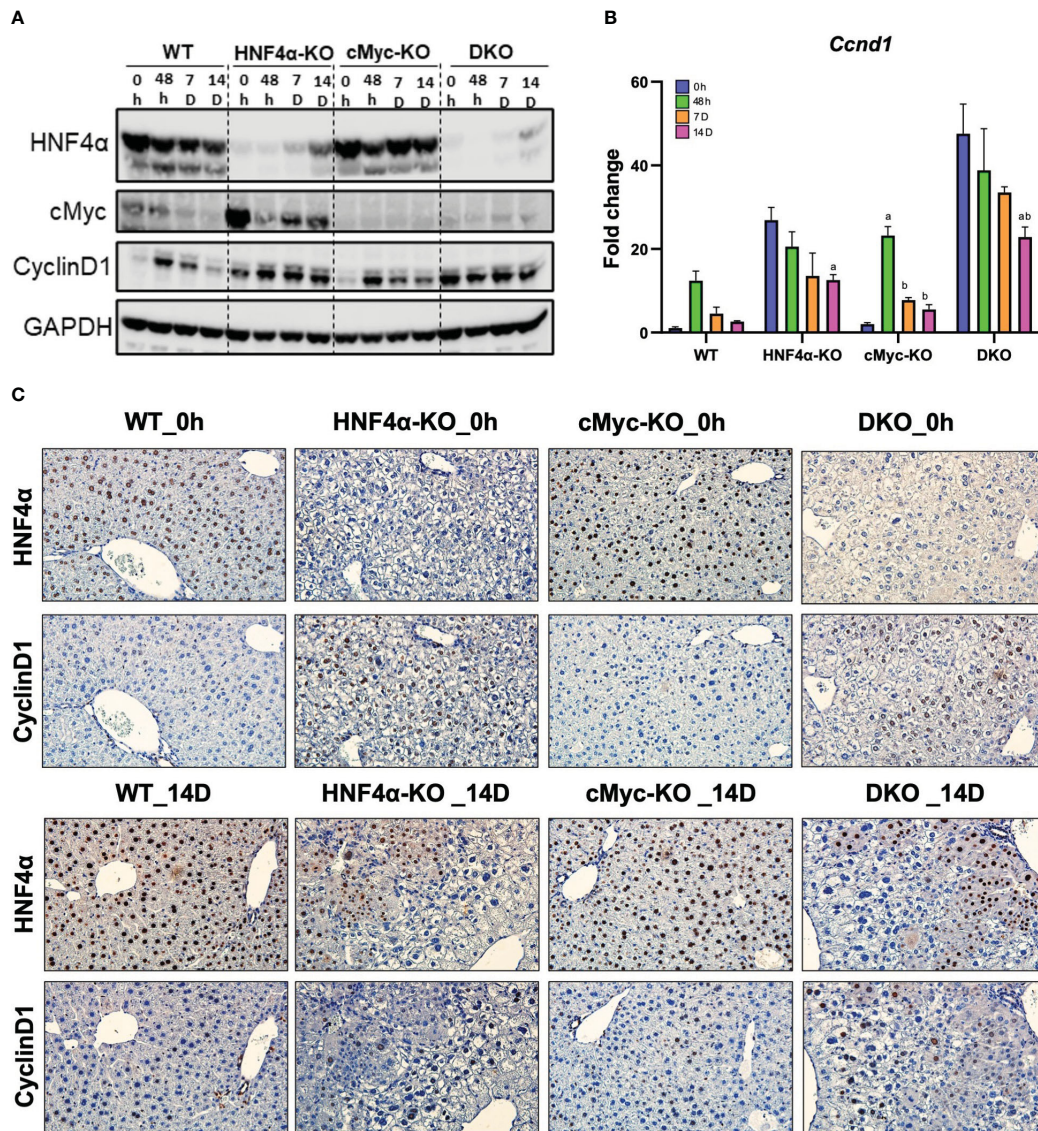 A
WT HNF4α-KO cMyc-KO DKO
0 48 7 14 0 48 7 14 0 48 7 14 0 48 7 14
h h D D h h D D h h D D h h D D
HNF4α
cMyc
CyclinD1
GAPDH
B
Ccnd1
0h
48h
7 D
14 D
Fold change
60
40
20
0
a
a
b
b
ab
WT HNF4α-KO cMyc-KO DKO
C
WT_0h HNF4α-KO_0h cMyc-KO_0h DKO_0h
HNF4α
CyclinD1
WT_14D HNF4α-KO _14D cMyc-KO _14D DKO _14D
HNF4α
CyclinD1